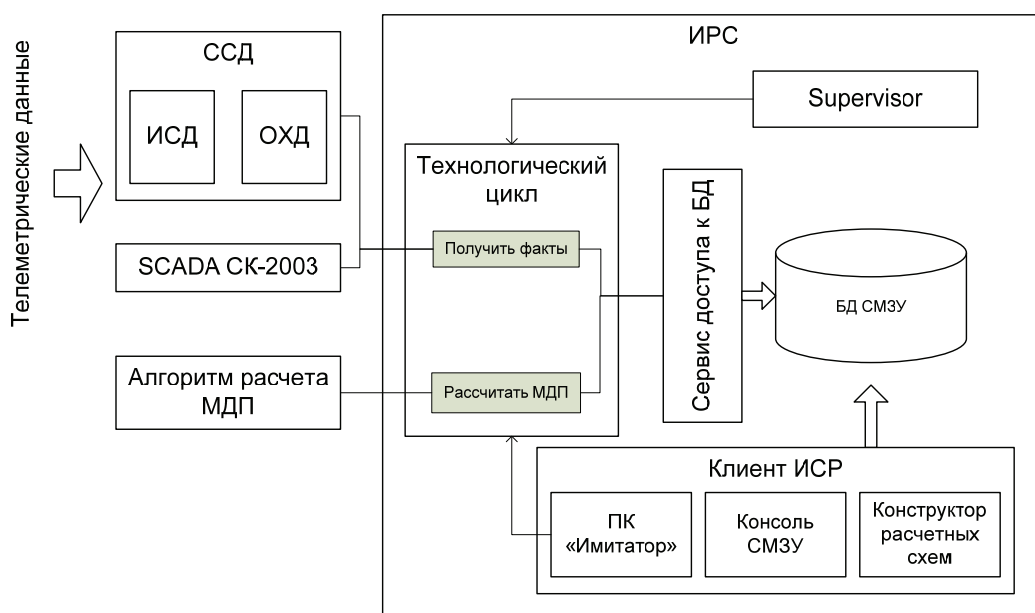 Телеметрические данные
ССД
ИСД
ОХД
SCADA СК-2003
Алгоритм расчета
МДП
ИРС
Supervisor
Технологический
цикл
Получить факты
Рассчитать МДП
Сервис доступа к БД
БД СМЗУ
Клиент ИСР
ПК
«Имитатор»
Консоль
СМЗУ
Конструктор
расчетных
схем